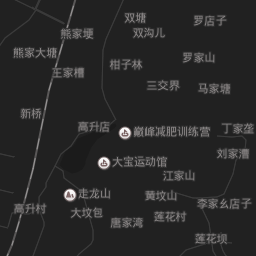 双塘
罗店子
熊家埂
双沟儿
熊家大塘
柑子林
罗家山
王家槽
三交界
马家塘
新桥
高升店
巅峰减肥训练营
丁家垄
大宝运动馆
刘家漕
江家山
走龙山
黄坟山
李家幺店子
高升村
大坟包
唐家湾
莲花村
莲花坝